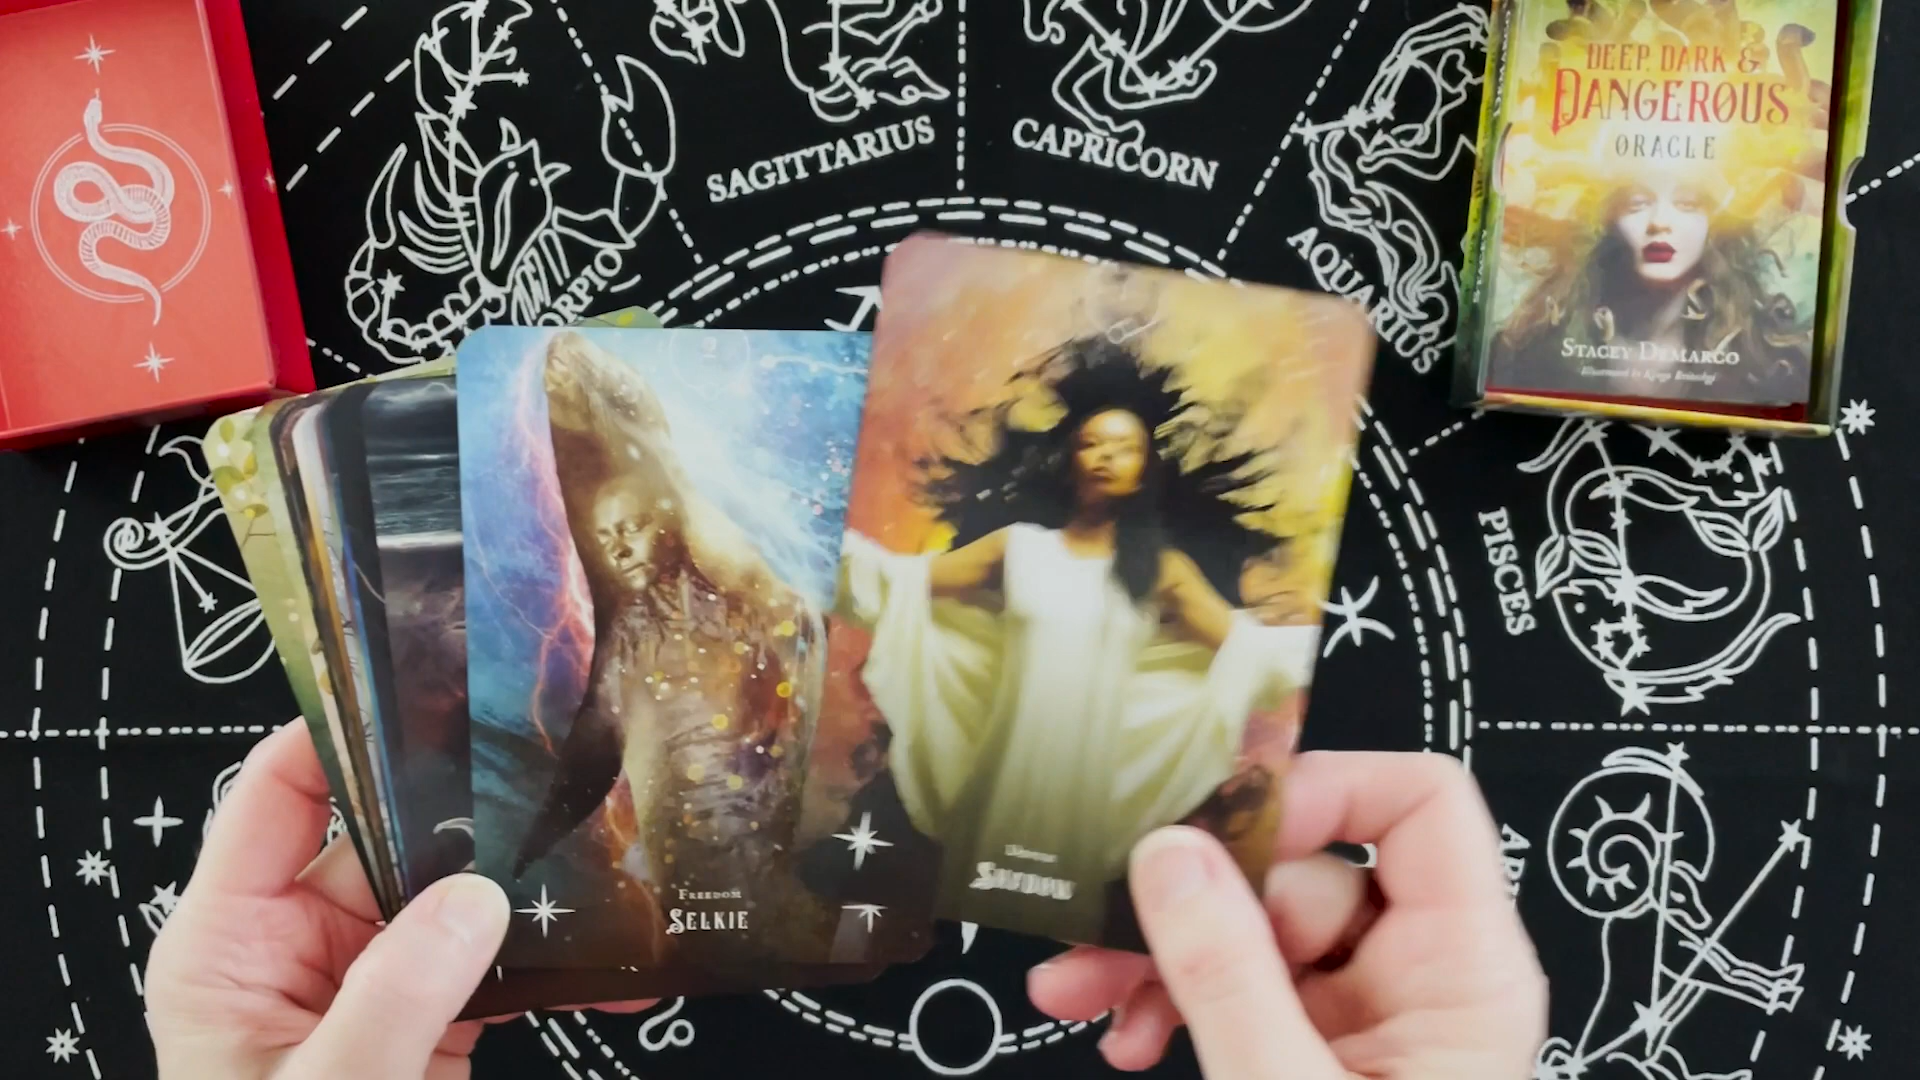 SAGITTARIUS
CAPRICORN
AQUARIUS
PISCES
DEEP, DARK &
DANGEROUS
ORACLE
STACEY DEMARCO
FREEDOM
SELKIE